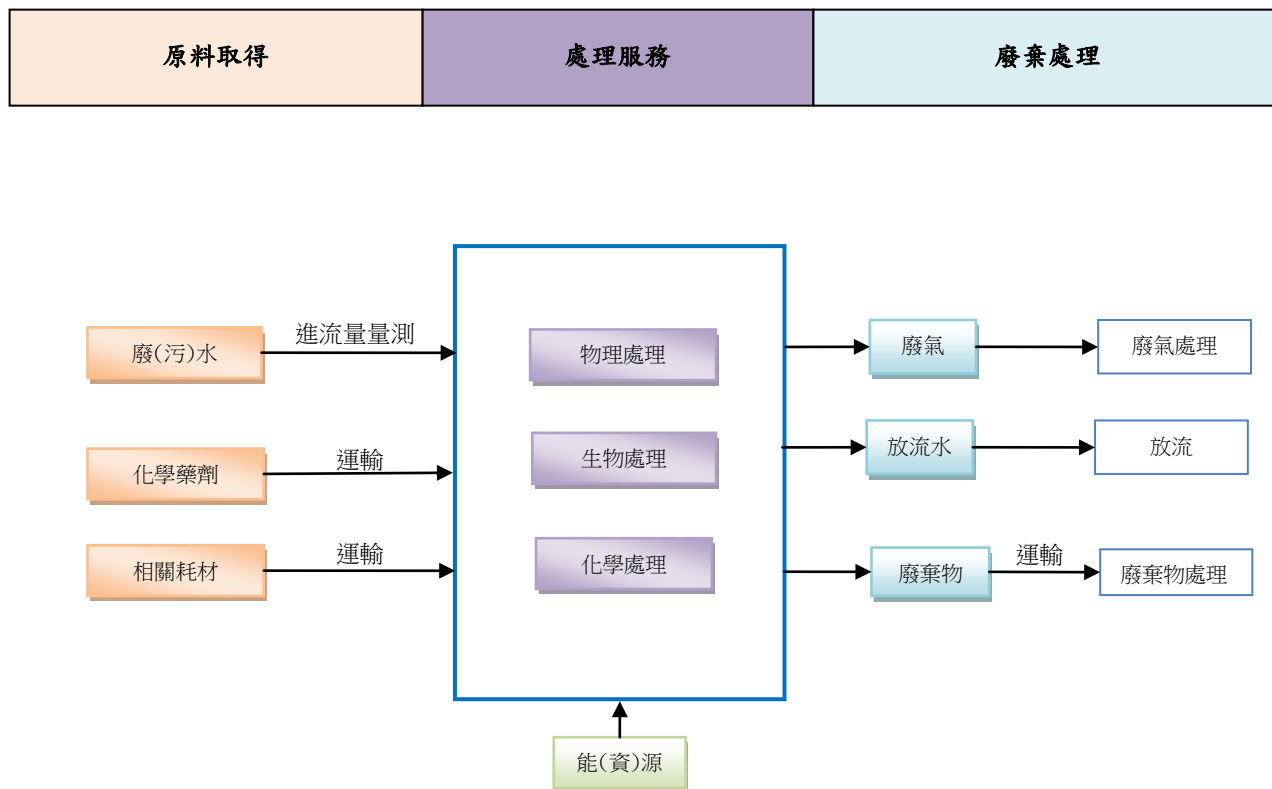 原料取得
處理服務
廢棄處理
廢(污)水
進流量量測
物理處理
廢氣
廢氣處理
化學藥劑
運輸
生物處理
放流水
放流
相關耗材
運輸
化學處理
廢棄物
運輸
廢棄物處理
能(資)源